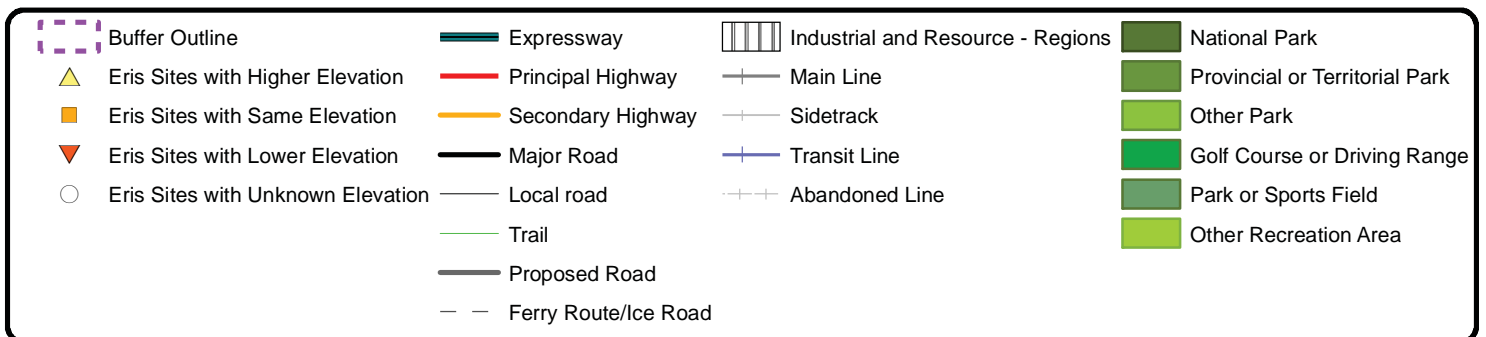 Buffer Outline
Eris Sites with Higher Elevation
Eris Sites with Same Elevation
Eris Sites with Lower Elevation
Eris Sites with Unknown Elevation
Expressway
Principal Highway
Secondary Highway
Major Road
Local road
Trail
Proposed Road
Ferry Route/Ice Road
Industrial and Resource - Regions
Main Line
Sidetrack
Transit Line
Abandoned Line
National Park
Provincial or Territorial Park
Other Park
Golf Course or Driving Range
Park or Sports Field
Other Recreation Area